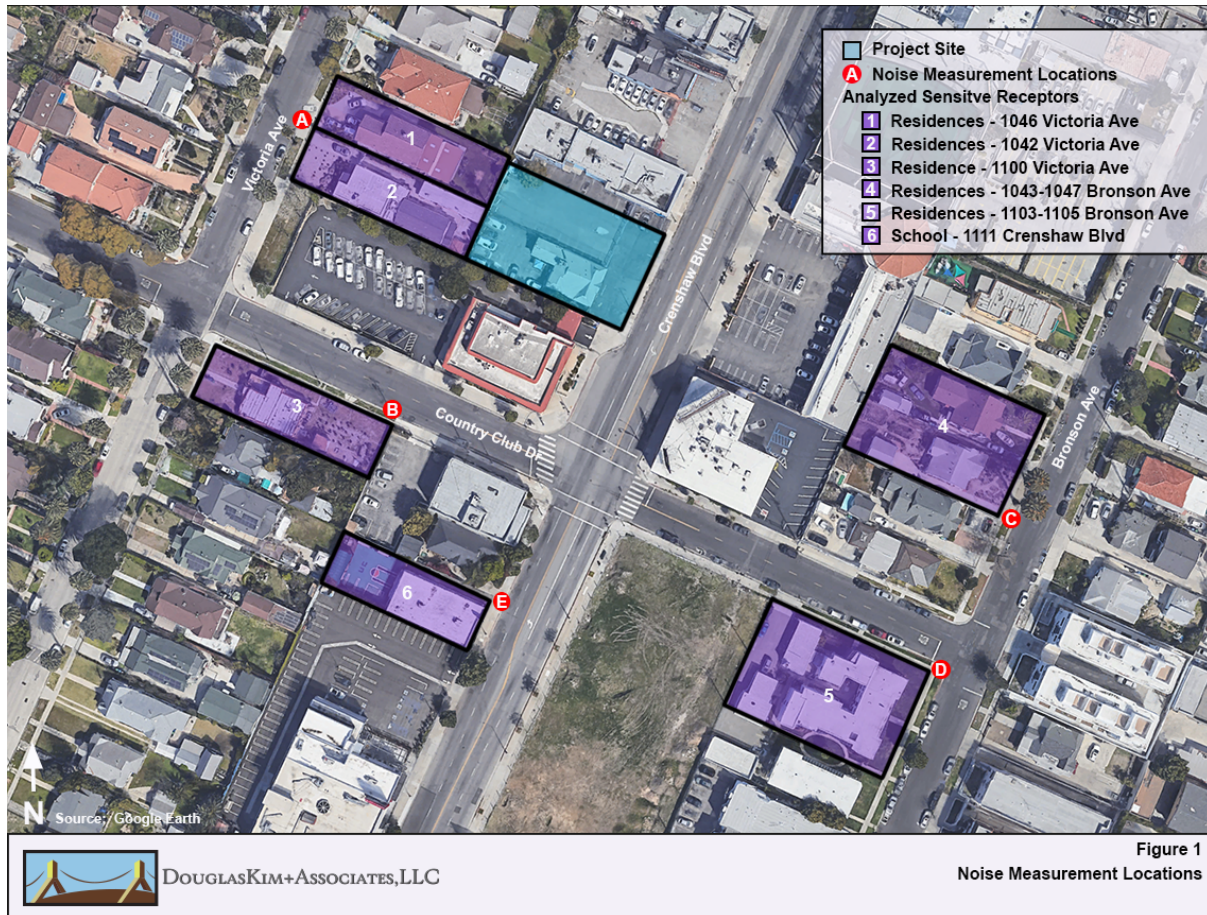 Project Site
A Noise Measurement Locations
Analyzed Sensitve Receptors
1 Residences - 1046 Victoria Ave
2 Residences - 1042 Victoria Ave
3 Residence - 1100 Victoria Ave
4 Residences - 1043-1047 Bronson Ave
5 Residences - 1103-1105 Bronson Ave
6 School - 1111 Crenshaw Blvd
A
1
Victoria Ave
2
Crenshaw Blvd
3
B
Country Club Dr
4
Bronson Ave
C
6
E
D
5
N
Source: Google Earth
DOUGLASKIM+ASSOCIATES,LLC
Figure 1
Noise Measurement Locations